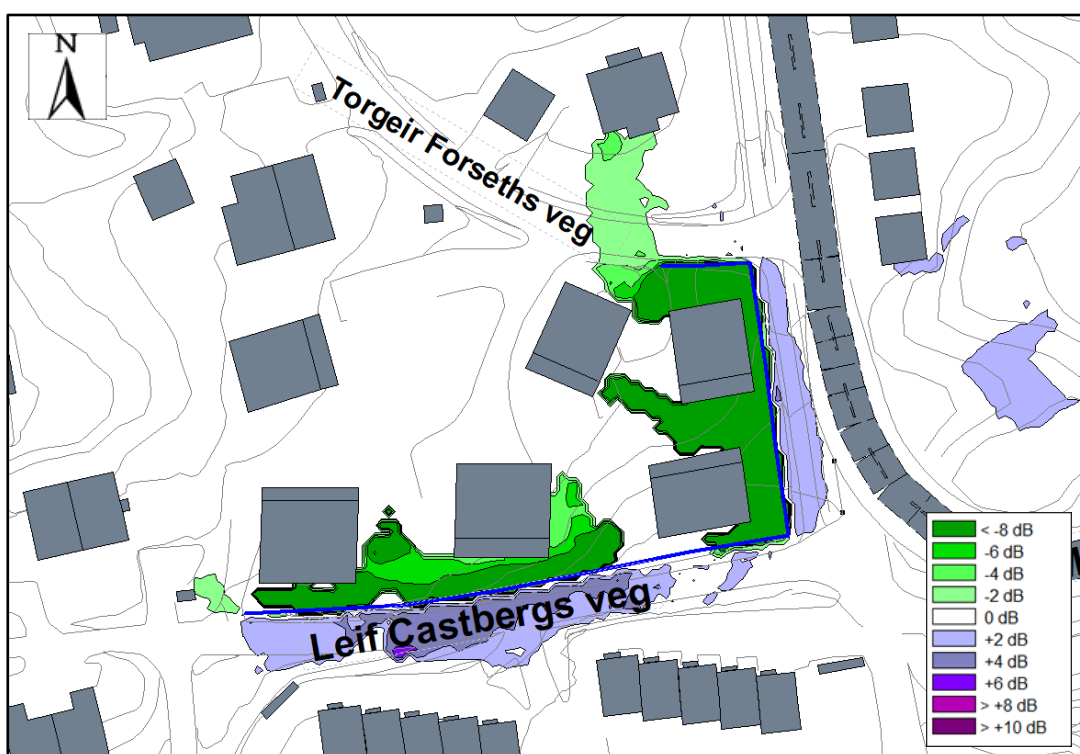 N
Torgeir Forseths veg
Leif Castbergs veg
< -8 dB
-6 dB
-4 dB
-2 dB
0 dB
+2 dB
+4 dB
+6 dB
> +8 dB
> +10 dB